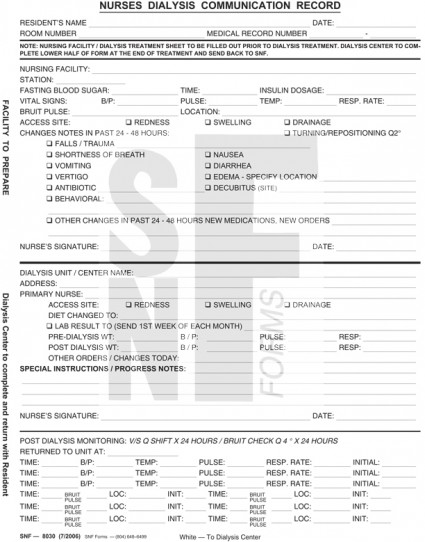 NURSES DIALYSIS COMMUNICATION RECORD
RESIDENT'S NAME DATE:
ROOM NUMBER MEDICAL RECORD NUMBER -
NOTE: NURSING FACILITY / DIALYSIS TREATMENT SHEET TO BE FILLED OUT PRIOR TO DIALYSIS TREATMENT. DIALYSIS CENTER TO COM-
PLETE LOWER HALF OF FORM AT THE END OF TREATMENT AND SEND BACK TO SNF.
FACILITY TO PREPARE
NURSING FACILITY:
STATION:
FASTING BLOOD SUGAR: TIME: INSULIN DOSAGE:
VITAL SIGNS: B/P: PULSE: TEMP: RESP. RATE:
BRUIT PULSE: LOCATION:
ACCESS SITE: ❑ REDNESS ❑ SWELLING ❑ DRAINAGE
CHANGES NOTES IN PAST 24 - 48 HOURS: ❑ TURNING/REPOSITIONING Q2°
❑ FALLS / TRAUMA
❑ SHORTNESS OF BREATH ❑ NAUSEA
❑ VOMITING ❑ DIARRHEA
❑ VERTIGO ❑ EDEMA - SPECIFY LOCATION
❑ ANTIBIOTIC ❑ DECUBITUS (SITE)
❑ BEHAVIORAL:
❑ OTHER CHANGES IN PAST 24 - 48 HOURS NEW MEDICATIONS, NEW ORDERS
NURSE'S SIGNATURE: DATE:
SNF FORMS
Dialysis Center to complete and return with Resident
DIALYSIS UNIT / CENTER NAME:
ADDRESS:
PRIMARY NURSE:
ACCESS SITE: ❑ REDNESS ❑ SWELLING ❑ DRAINAGE
DIET CHANGED TO:
❑ LAB RESULT TO (SEND 1ST WEEK OF EACH MONTH)
PRE-DIALYSIS WT: B / P: PULSE: RESP:
POST DIALYSIS WT: B / P: PULSE: RESP:
OTHER ORDERS / CHANGES TODAY:
SPECIAL INSTRUCTIONS / PROGRESS NOTES:
NURSE'S SIGNATURE: DATE:
POST DIALYSIS MONITORING: V/S Q SHIFT X 24 HOURS / BRUIT CHECK Q 4 ° X 24 HOURS
RETURNED TO UNIT AT:
TIME: B/P: TEMP: PULSE: RESP. RATE: INITIAL:
TIME: B/P: TEMP: PULSE: RESP. RATE: INITIAL:
TIME: B/P: TEMP: PULSE: RESP. RATE: INITIAL:
TIME: BRUIT PULSE LOC: INIT: TIME: BRUIT PULSE LOC: INIT:
TIME: BRUIT PULSE LOC: INIT: TIME: BRUIT PULSE LOC: INIT:
TIME: BRUIT PULSE LOC: INIT: TIME: BRUIT PULSE LOC: INIT:
SNF — 8030 (7/2006) SNF Forms — (804) 648-8499 White — To Dialysis Center